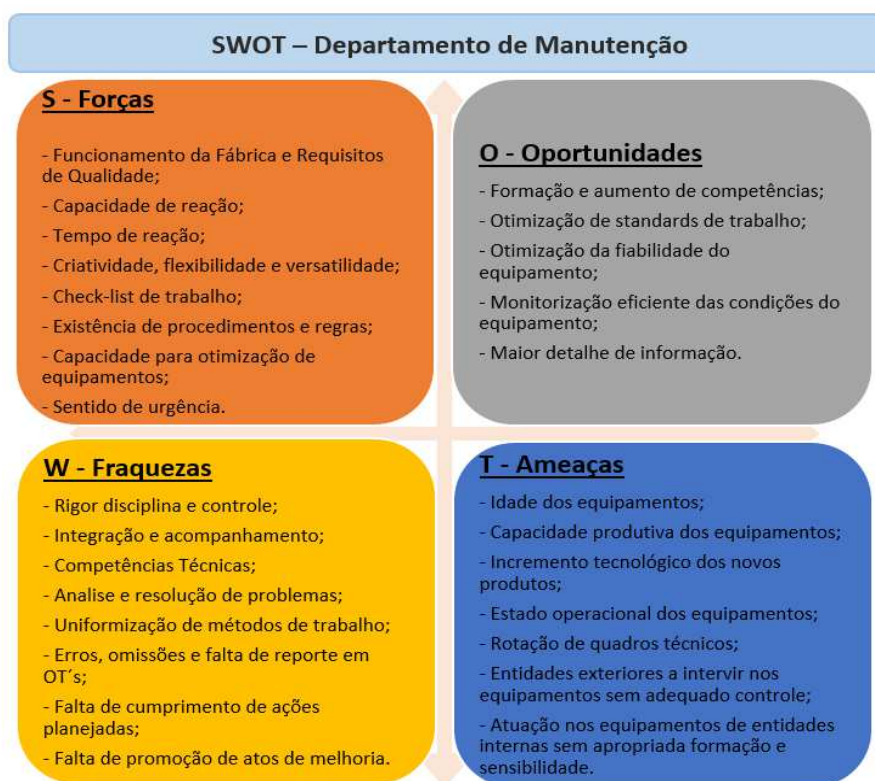 SWOT – Departamento de Manutenção
S - Forças
- Funcionamento da Fábrica e Requisitos
de Qualidade;
- Capacidade de reação;
- Tempo de reação;
- Criatividade, flexibilidade e versatilidade;
- Check-list de trabalho;
- Existência de procedimentos e regras;
- Capacidade para otimização de
equipamentos;
- Sentido de urgência.
O - Oportunidades
- Formação e aumento de competências;
- Otimização de standards de trabalho;
- Otimização da fiabilidade do
equipamento;
- Monitorização eficiente das condições do
equipamento;
- Maior detalhe de informação.
W - Fraquezas
- Rigor disciplina e controle;
- Integração e acompanhamento;
- Competências Técnicas;
- Analise e resolução de problemas;
- Uniformização de métodos de trabalho;
- Erros, omissões e falta de reporte em
OT´s;
- Falta de cumprimento de ações
planejadas;
- Falta de promoção de atos de melhoria.
T - Ameaças
- Idade dos equipamentos;
- Capacidade produtiva dos equipamentos;
- Incremento tecnológico dos novos
produtos;
- Estado operacional dos equipamentos;
- Rotação de quadros técnicos;
- Entidades exteriores a intervir nos
equipamentos sem adequado controle;
- Atuação nos equipamentos de entidades
internas sem apropriada formação e
sensibilidade.